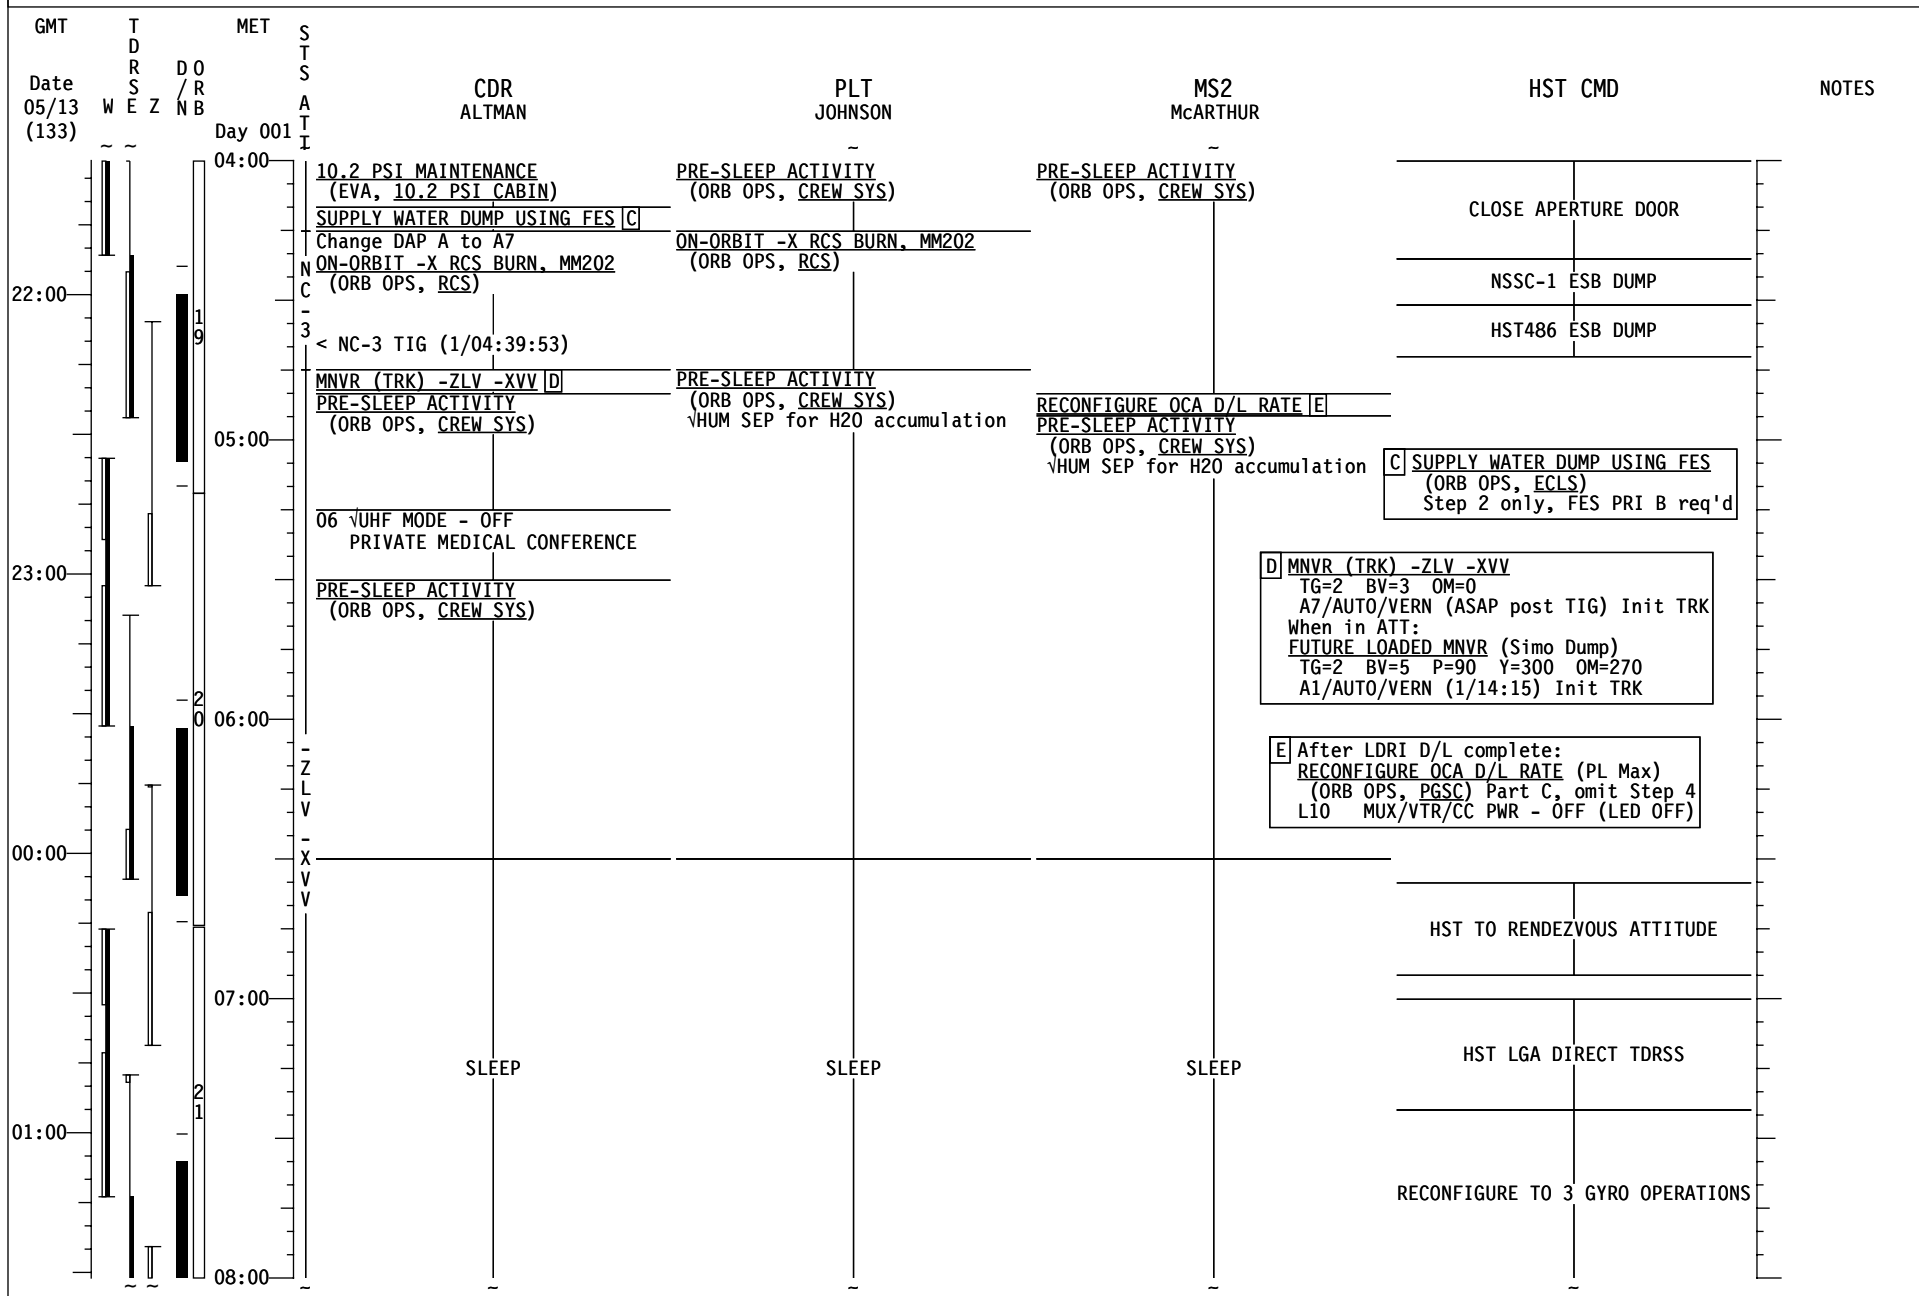 GMT
TDRS
MET
STS ATT
Date
05/13
(133)
W E Z
D/N
ORB
Day 001
CDR
ALTMAN
PLT
JOHNSON
MS2
McARTHUR
HST CMD
NOTES
~ ~
~ ~
04:00
10.2 PSI MAINTENANCE
(EVA, 10.2 PSI CABIN)
SUPPLY WATER DUMP USING FES C
Change DAP A to A7
ON-ORBIT -X RCS BURN, MM202
(ORB OPS, RCS)
< NC-3 TIG (1/04:39:53)
MNVR (TRK) -ZLV -XVV D
PRE-SLEEP ACTIVITY
(ORB OPS, CREW SYS)
06 √UHF MODE - OFF
PRIVATE MEDICAL CONFERENCE
PRE-SLEEP ACTIVITY
(ORB OPS, CREW SYS)
SLEEP
PRE-SLEEP ACTIVITY
(ORB OPS, CREW SYS)
ON-ORBIT -X RCS BURN, MM202
(ORB OPS, RCS)
PRE-SLEEP ACTIVITY
(ORB OPS, CREW SYS)
√HUM SEP for H2O accumulation
SLEEP
PRE-SLEEP ACTIVITY
(ORB OPS, CREW SYS)
RECONFIGURE OCA D/L RATE E
PRE-SLEEP ACTIVITY
(ORB OPS, CREW SYS)
√HUM SEP for H2O accumulation
SLEEP
CLOSE APERTURE DOOR
NSSC-1 ESB DUMP
HST486 ESB DUMP
C SUPPLY WATER DUMP USING FES
(ORB OPS, ECLS)
Step 2 only, FES PRI B req'd
D MNVR (TRK) -ZLV -XVV
TG=2 BV=3 OM=0
A7/AUTO/VERN (ASAP post TIG) Init TRK
When in ATT:
FUTURE LOADED MNVR (Simo Dump)
TG=2 BV=5 P=90 Y=300 OM=270
A1/AUTO/VERN (1/14:15) Init TRK
E After LDRI D/L complete:
RECONFIGURE OCA D/L RATE (PL Max)
(ORB OPS, PGSC) Part C, omit Step 4
L10 MUX/VTR/CC PWR - OFF (LED OFF)
HST TO RENDEZVOUS ATTITUDE
HST LGA DIRECT TDRSS
RECONFIGURE TO 3 GYRO OPERATIONS
22:00
23:00
00:00
01:00
19
20
21
05:00
06:00
07:00
08:00
NC-3
-ZLV -XVV
~ ~ ~ ~ ~ ~ ~